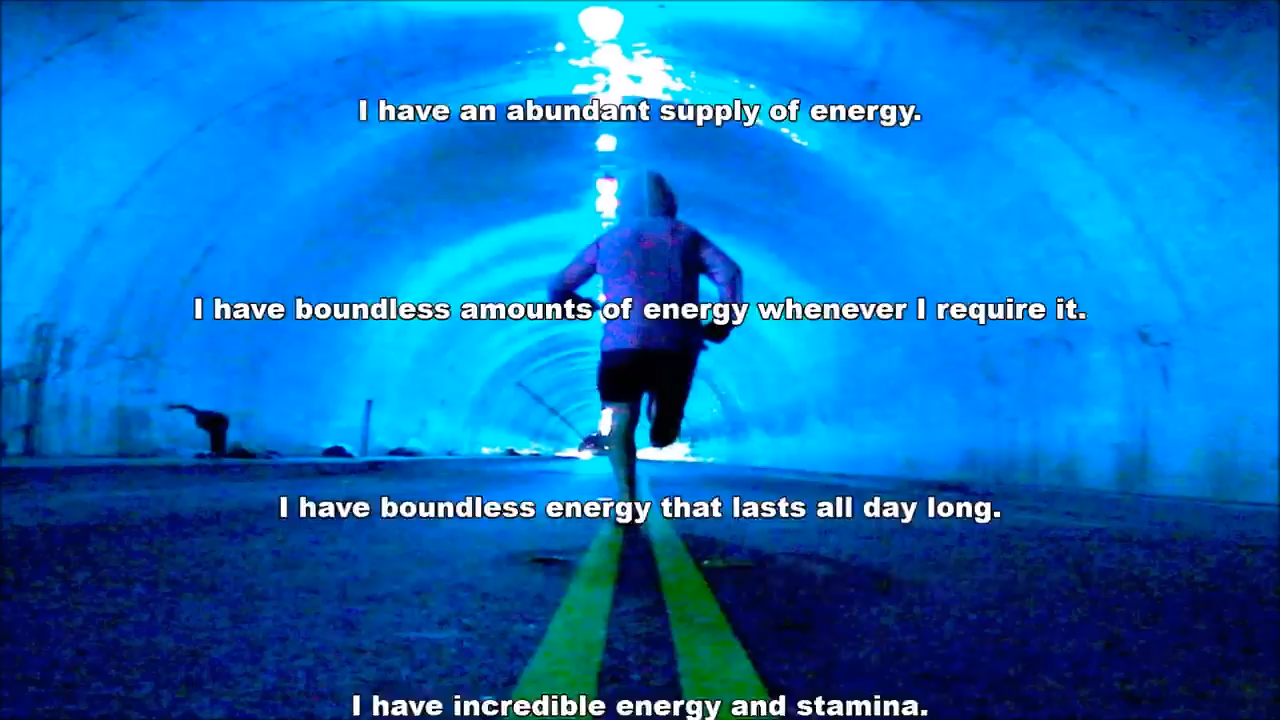 I have an abundant supply of energy.
I have boundless amounts of energy whenever I require it.
I have boundless energy that lasts all day long.
I have incredible energy and stamina.